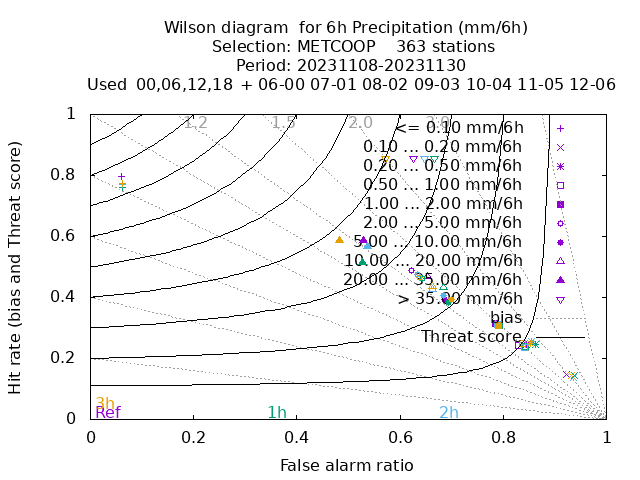 Wilson diagram  for 6h Precipitation (mm/6h)
Selection: METCOOP    363 stations
Period: 20231108-20231130
Used  00,06,12,18  + 06-00 07-01 08-02 09-03 10-04 11-05 12-06
1.2 1.5 2.0 3.0
<= 0.10 mm/6h
0.10 ... 0.20 mm/6h
0.20 ... 0.50 mm/6h
0.50 ... 1.00 mm/6h
1.00 ... 2.00 mm/6h
2.00 ... 5.00 mm/6h
5.00 ... 10.00 mm/6h
10.00 ... 20.00 mm/6h
20.00 ... 35.00 mm/6h
> 35.00 mm/6h
bias
Threat score
Hit rate (bias and Threat score)
1
0.8
0.6
0.4
0.2
0
3h
Ref 1h 2h
0 0.2 0.4 0.6 0.8 1
False alarm ratio